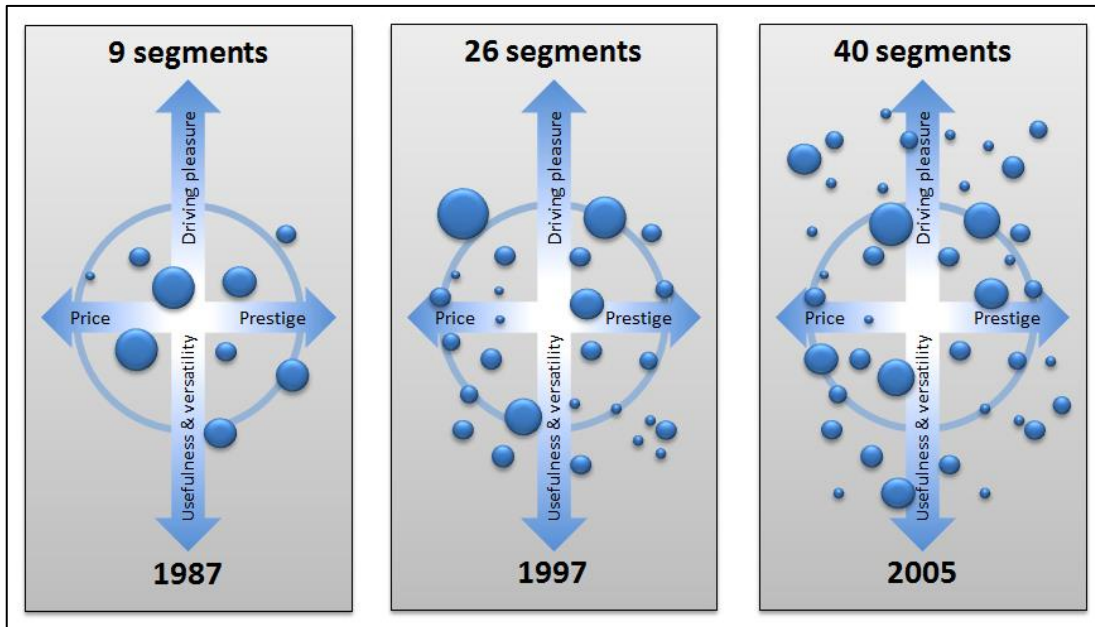 9 segments
Driving pleasure
Price
Prestige
Usefulness & versatility
1987
26 segments
Driving pleasure
Price
Prestige
Usefulness & versatility
1997
40 segments
Driving pleasure
Price
Prestige
Usefulness & versatility
2005